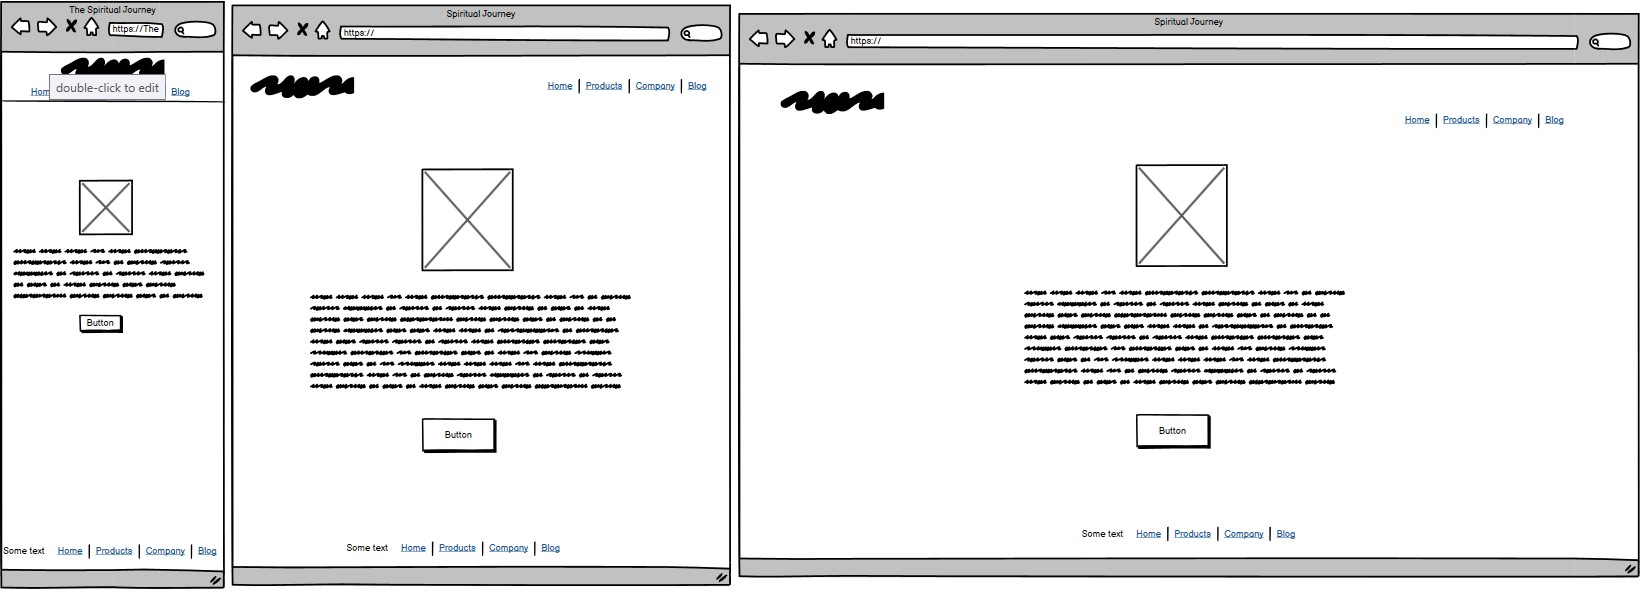 The Spiritual Journey
https://The
Hom
double-click to edit
Blog
Button
Some text Home Products Company Blog
Spiritual Journey
https://
Home Products Company Blog
Button
Some text Home Products Company Blog
Spiritual Journey
https://
Home Products Company Blog
Button
Some text Home Products Company Blog